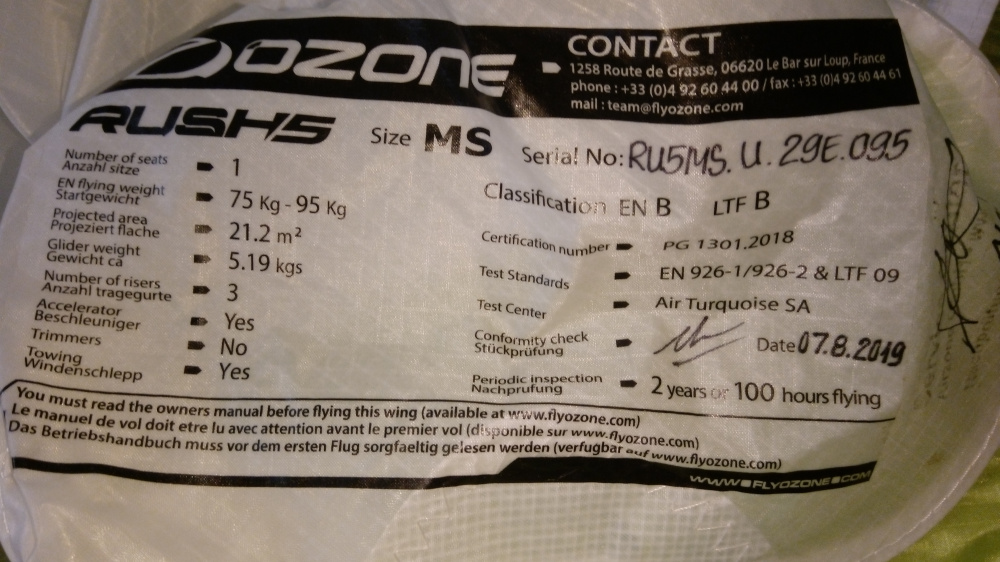 OZONE
CONTACT
1258 Route de Grasse, 06620 Le Bar sur Loup, France
phone : +33 (0)4 92 60 44 00 / fax : +33 (0)4 92 60 44 61
mail : team@flyozone.com
RUSH5 Size MS Serial No: RU5MS. U. 29E.095
Number of seats
Anzahl sitze 1
EN flying weight
Startgewicht 75 Kg - 95 Kg
Projected area
Projeziert flache 21.2 m²
Glider weight
Gewicht ca 5.19 kgs
Number of risers
Anzahl tragegurte 3
Accelerator
Beschleuniger Yes
Trimmers No
Towing
Windenschlepp Yes
Classification EN B LTF B
Certification number PG 1301.2018
Test Standards EN 926-1/926-2 & LTF 09
Test Center Air Turquoise SA
Conformity check
Stückprüfung Date 07.8.2019
Periodic inspection
Nachprufung 2 years or 100 hours flying
You must read the owners manual before flying this wing (available at www.flyozone.com)
Le manuel de vol doit etre lu avec attention avant le premier vol (disponible sur www.flyozone.com)
Das Betriebshandbuch muss vor dem ersten Flug sorgfaeltig gelesen werden (verfugbar auf www.flyozone.com)
WWW.FLYOZONE.COM